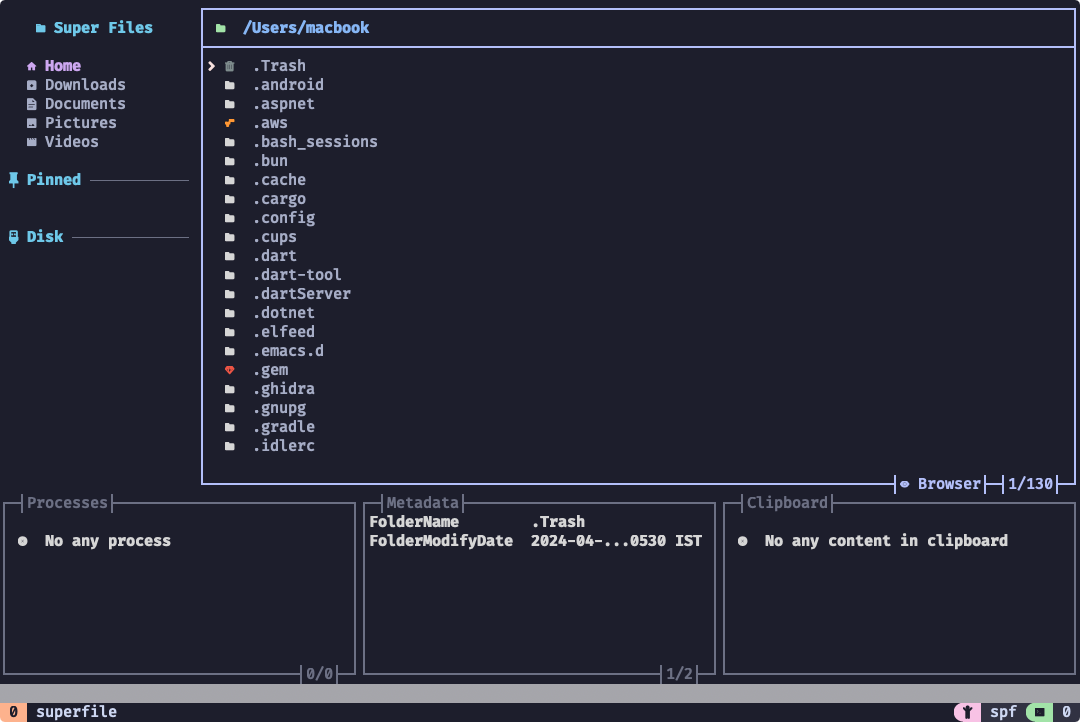 Super Files
Home
Downloads
Documents
Pictures
Videos
Pinned
Disk
/Users/macbook
.Trash
.android
.aspnet
.aws
.bash_sessions
.bun
.cache
.cargo
.config
.cups
.dart
.dart-tool
.dartServer
.dotnet
.elfeed
.emacs.d
.gem
.ghidra
.gnupg
.gradle
.idlerc
Browser 1/130
Processes
No any process
0/0
Metadata
FolderName .Trash
FolderModifyDate 2024-04-...0530 IST
1/2
Clipboard
No any content in clipboard
0 superfile spf 0